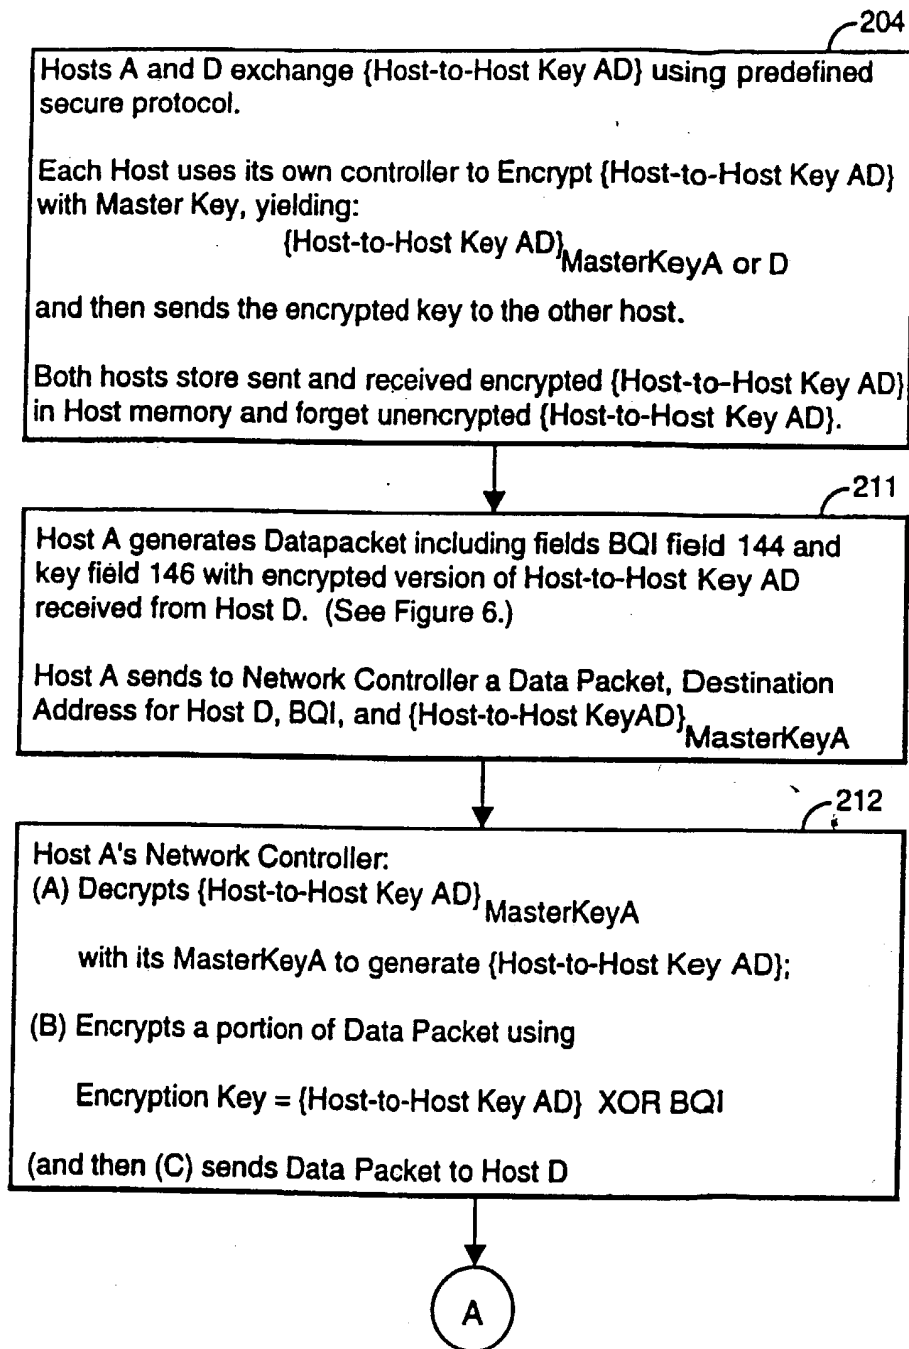 204
Hosts A and D exchange {Host-to-Host Key AD} using predefined
secure protocol.
Each Host uses its own controller to Encrypt {Host-to-Host Key AD}
with Master Key, yielding:
{Host-to-Host Key AD}MasterKeyA or D
and then sends the encrypted key to the other host.
Both hosts store sent and received encrypted {Host-to-Host Key AD}
in Host memory and forget unencrypted {Host-to-Host Key AD}.
211
Host A generates Datapacket including fields BQI field 144 and
key field 146 with encrypted version of Host-to-Host Key AD
received from Host D. (See Figure 6.)
Host A sends to Network Controller a Data Packet, Destination
Address for Host D, BQI, and {Host-to-Host KeyAD}MasterKeyA
212
Host A's Network Controller:
(A) Decrypts {Host-to-Host Key AD}MasterKeyA
with its MasterKeyA to generate {Host-to-Host Key AD};
(B) Encrypts a portion of Data Packet using
Encryption Key = {Host-to-Host Key AD} XOR BQI
(and then (C) sends Data Packet to Host D
A